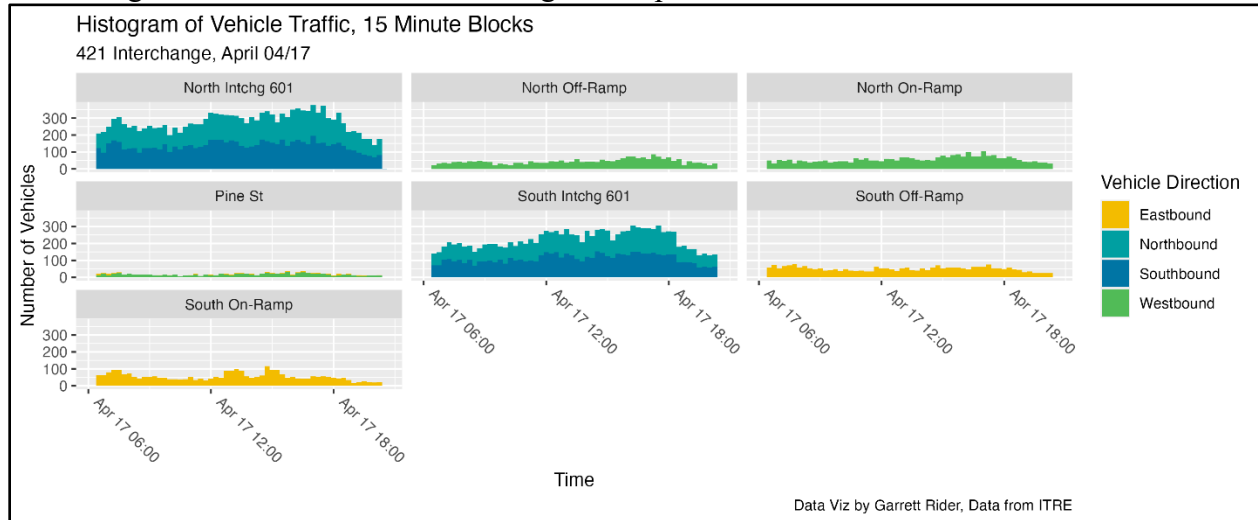 Histogram of Vehicle Traffic, 15 Minute Blocks
421 Interchange, April 04/17
North Intchg 601
North Off-Ramp
North On-Ramp
300
200
100
0
Pine St
South Intchg 601
South Off-Ramp
300
200
100
0
South On-Ramp
300
200
100
0
Number of Vehicles
Apr 17 06:00
Apr 17 12:00
Apr 17 18:00
Apr 17 06:00
Apr 17 12:00
Apr 17 18:00
Apr 17 06:00
Apr 17 12:00
Apr 17 18:00
Time
Vehicle Direction
Eastbound
Northbound
Southbound
Westbound
Data Viz by Garrett Rider, Data from ITRE